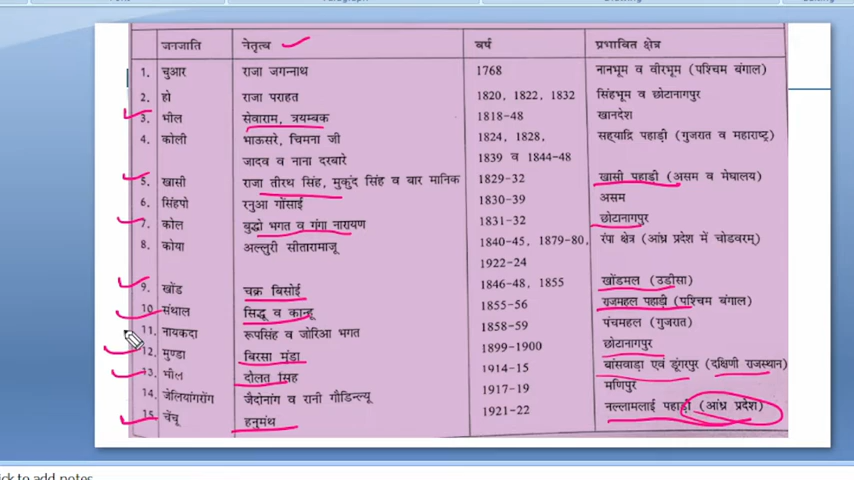 जनजाति नेतृत्व वर्ष प्रभावित क्षेत्र
1. चुआर राजा जगन्नाथ 1768 नानभूम व वीरभूम (पश्चिम बंगाल)
2. हो राजा पराहत 1820, 1822, 1832 सिंहभूम व छोटानागपुर
3. भील सेवाराम, त्रयम्बक 1818-48 खानदेश
4. कोली भाऊसरे, चिमना जी 1824, 1828, सह्याद्रि पहाड़ी (गुजरात व महाराष्ट्र)
जादव व नाना दरबारे 1839 व 1844-48
5. खासी राजा तीरथ सिंह, मुकुंद सिंह व बार मानिक 1829-32 खासी पहाड़ी (असम व मेघालय)
6. सिंहपो रनुआ गोंसाई 1830-39 असम
7. कोल बुद्धो भगत व गंगा नारायण 1831-32 छोटानागपुर
8. कोया अल्लुरी सीतारामाजू 1840-45, 1879-80, रंपा क्षेत्र (आंध्र प्रदेश में चोडवरम्)
1922-24
9. खोंड चक्र बिसोई 1846-48, 1855 खोंडमल (उडीसा)
10. संथाल सिद्धू व कान्हू 1855-56 राजमहल पहाड़ी (पश्चिम बंगाल)
11. नायकदा रूपसिंह व जोरिआ भगत 1858-59 पंचमहल (गुजरात)
12. मुण्डा बिरसा मुंडा 1899-1900 छोटानागपुर
13. भील दौलत सिंह 1914-15 बांसवाड़ा एवं डूंगरपुर (दक्षिणी राजस्थान)
14. जेलियांगरोंग जैदोनांग व रानी गौडिन्ल्यू 1917-19 मणिपुर
15. चेंचू हनुमंथ 1921-22 नल्लामलाई पहाड़ी (आंध्र प्रदेश)
ck to add notes